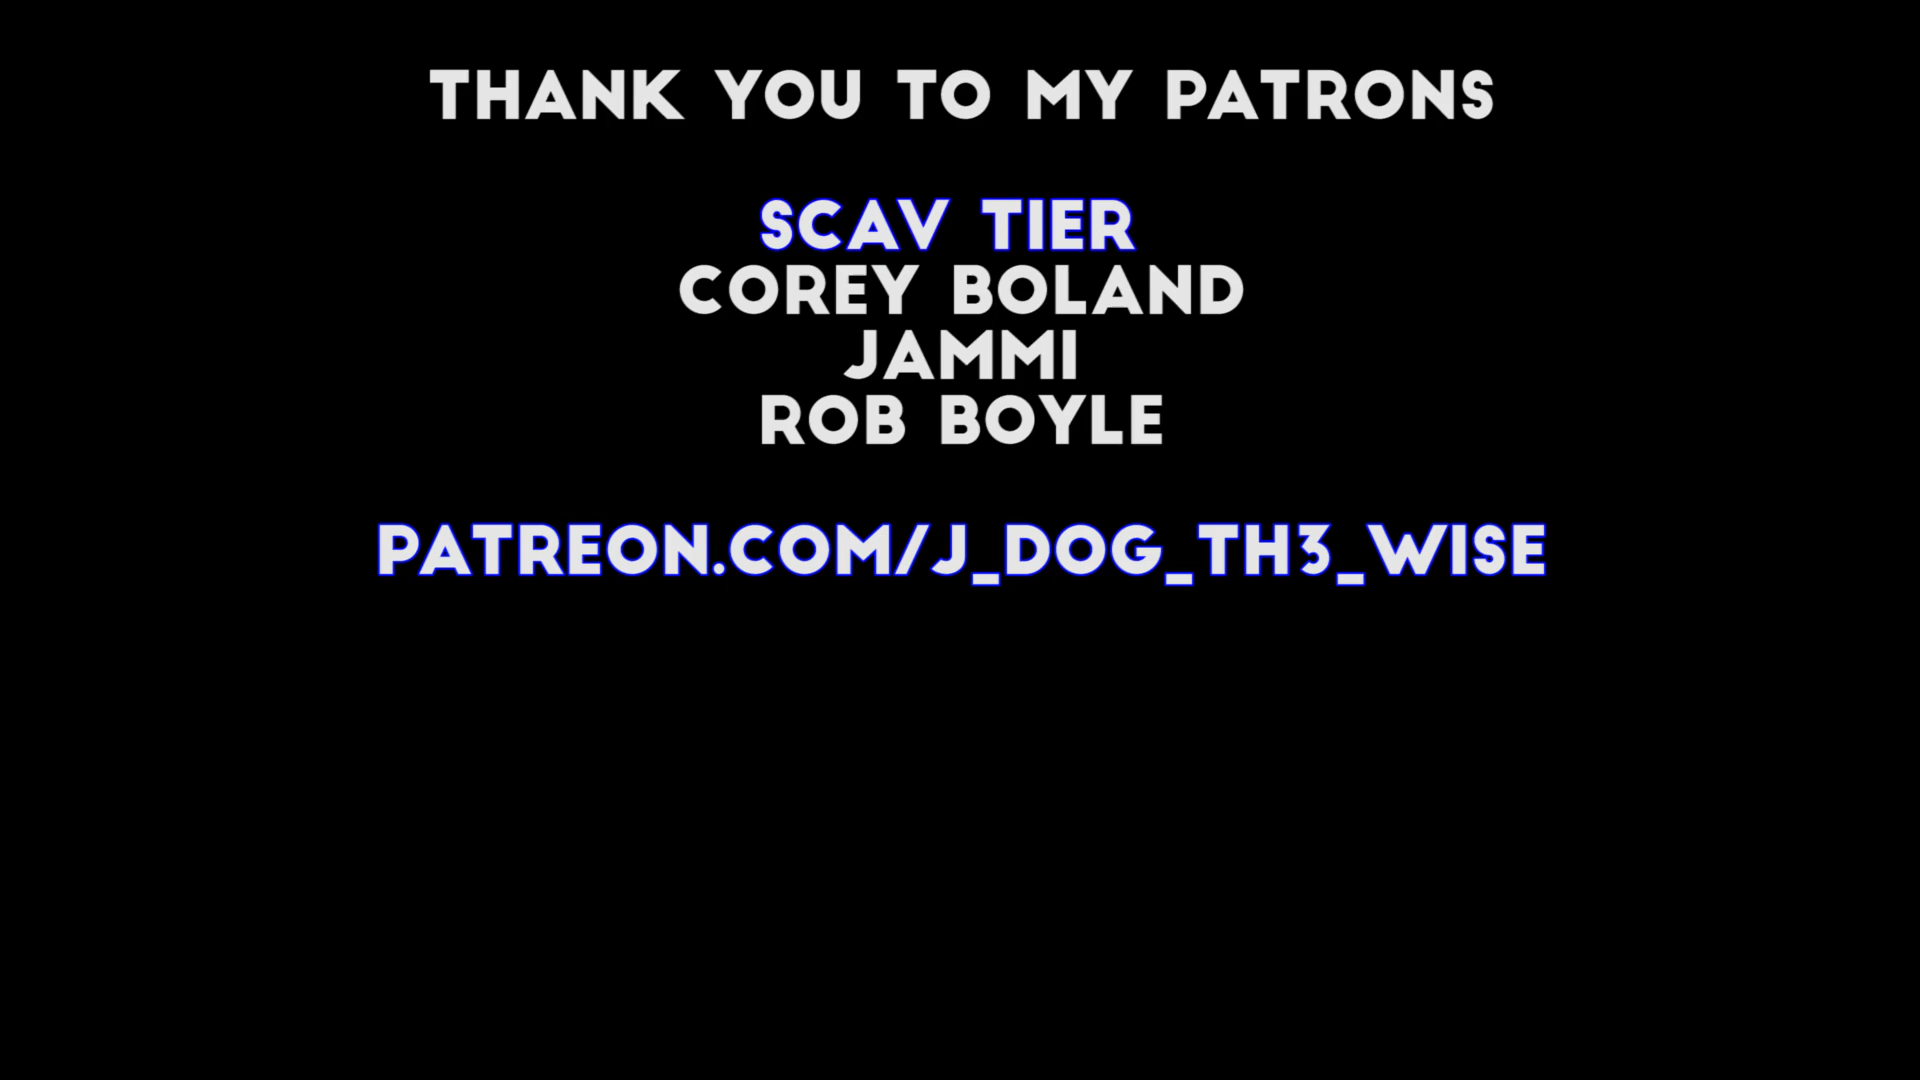 THANK YOU TO MY PATRONS
SCAV TIER
COREY BOLAND
JAMMI
ROB BOYLE
PATREON.COM/J_DOG_TH3_WISE